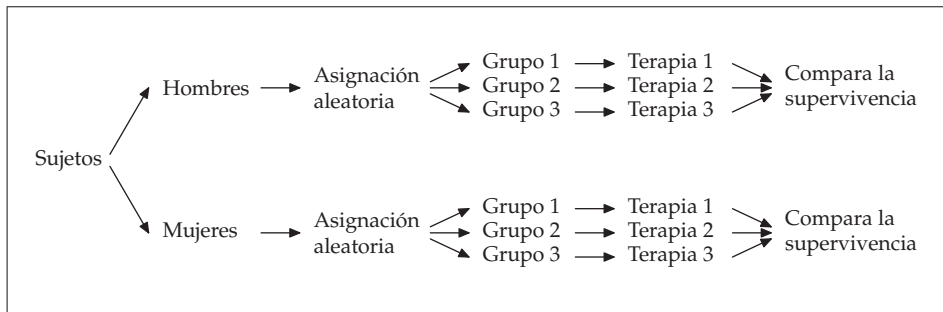 Sujetos
Hombres
Asignación
aleatoria
Grupo 1
Terapia 1
Grupo 2
Terapia 2
Grupo 3
Terapia 3
Compara la
supervivencia
Mujeres
Asignación
aleatoria
Grupo 1
Terapia 1
Grupo 2
Terapia 2
Grupo 3
Terapia 3
Compara la
supervivencia